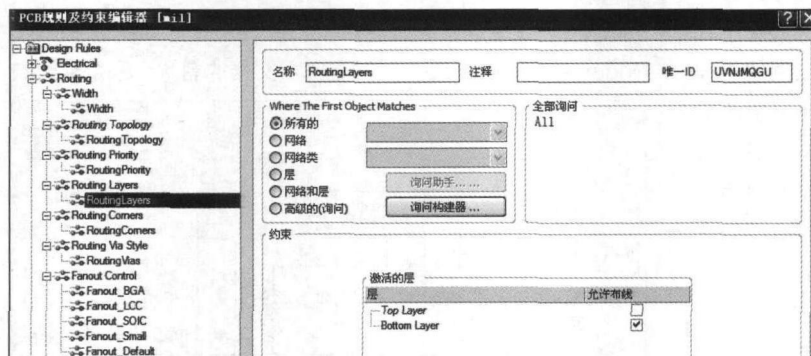 PCB规则及约束编辑器 [mil]
Design Rules
Electrical
Routing
Width
Width
Routing Topology
RoutingTopology
Routing Priority
RoutingPriority
Routing Layers
RoutingLayers
Routing Corners
RoutingCorners
Routing Via Style
RoutingVias
Fanout Control
Fanout_BGA
Fanout_LCC
Fanout_SOIC
Fanout_Small
Fanout_Default
名称 RoutingLayers 注释 唯一ID UVNJMQGU
Where The First Object Matches
所有的
网络
网络类
层
网络和层
高级的(询问)
询问助手... ...
询问构建器 ...
全部询问
All
约束
激活的层
层 允许布线
Top Layer
Bottom Layer